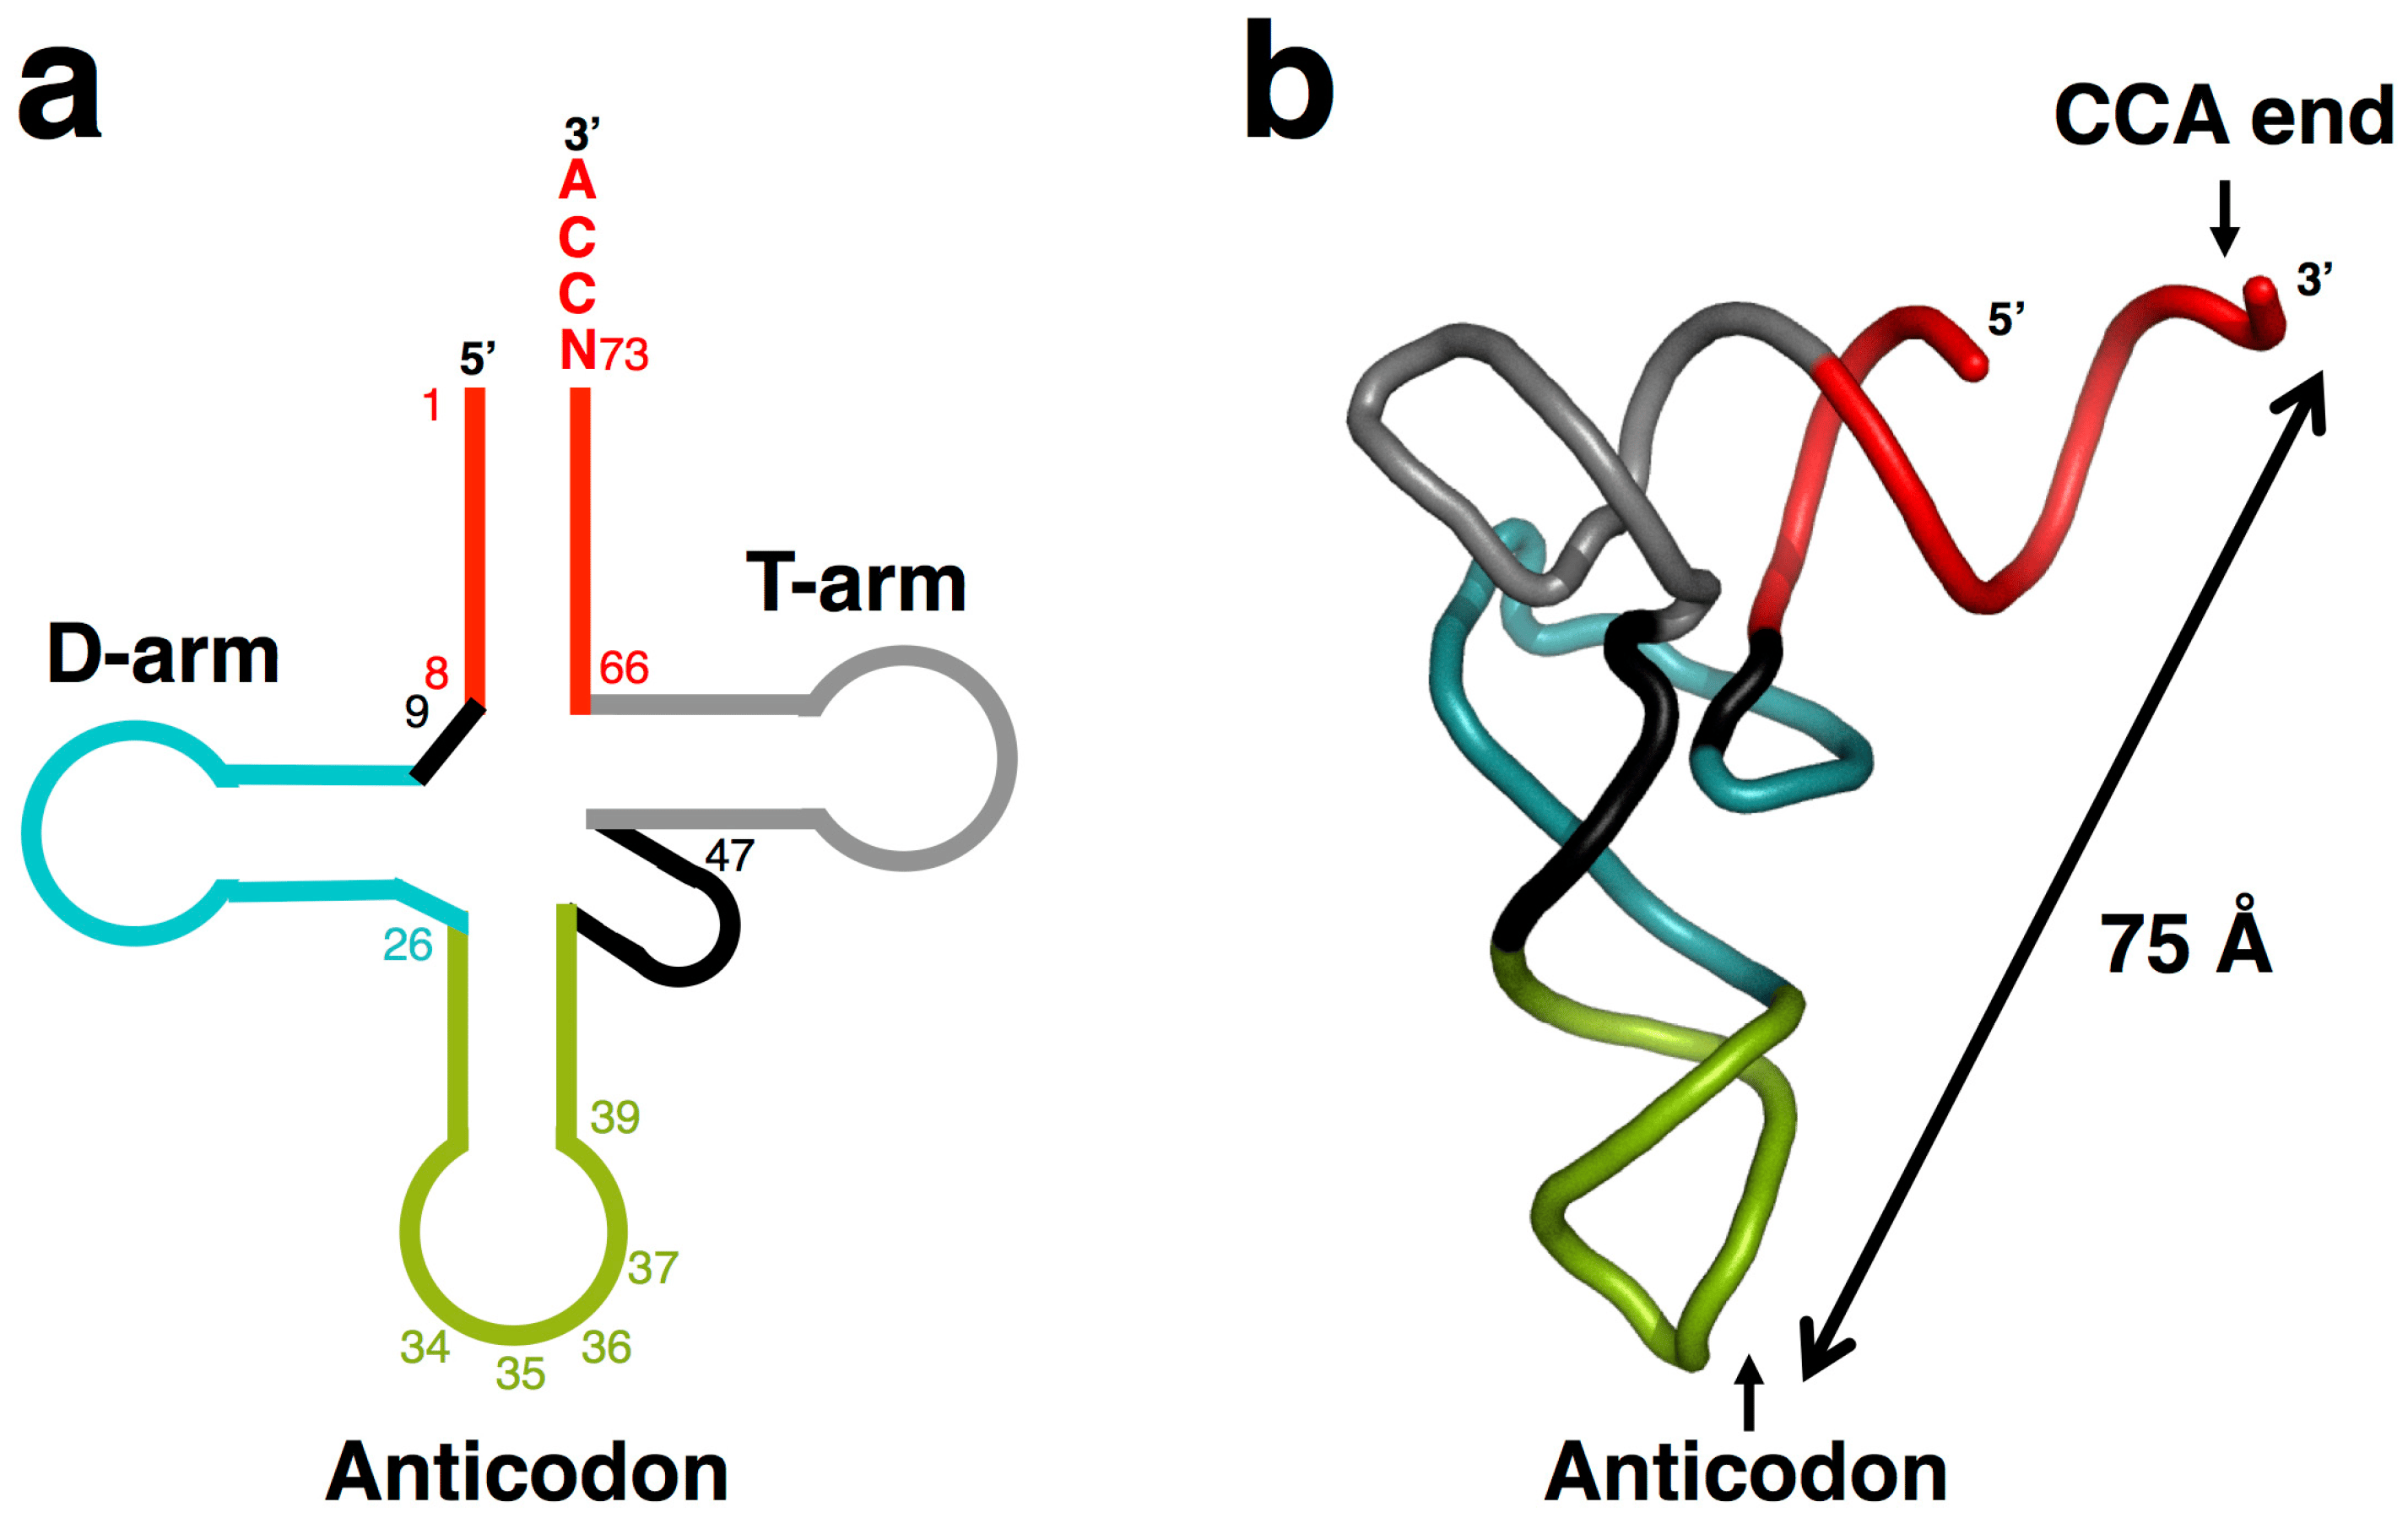 a
3’
A
C
C
N73
5’
1
T-arm
D-arm
8
66
9
47
26
39
37
34
36
35
Anticodon
b
CCA end
3’
5’
75 Å
Anticodon